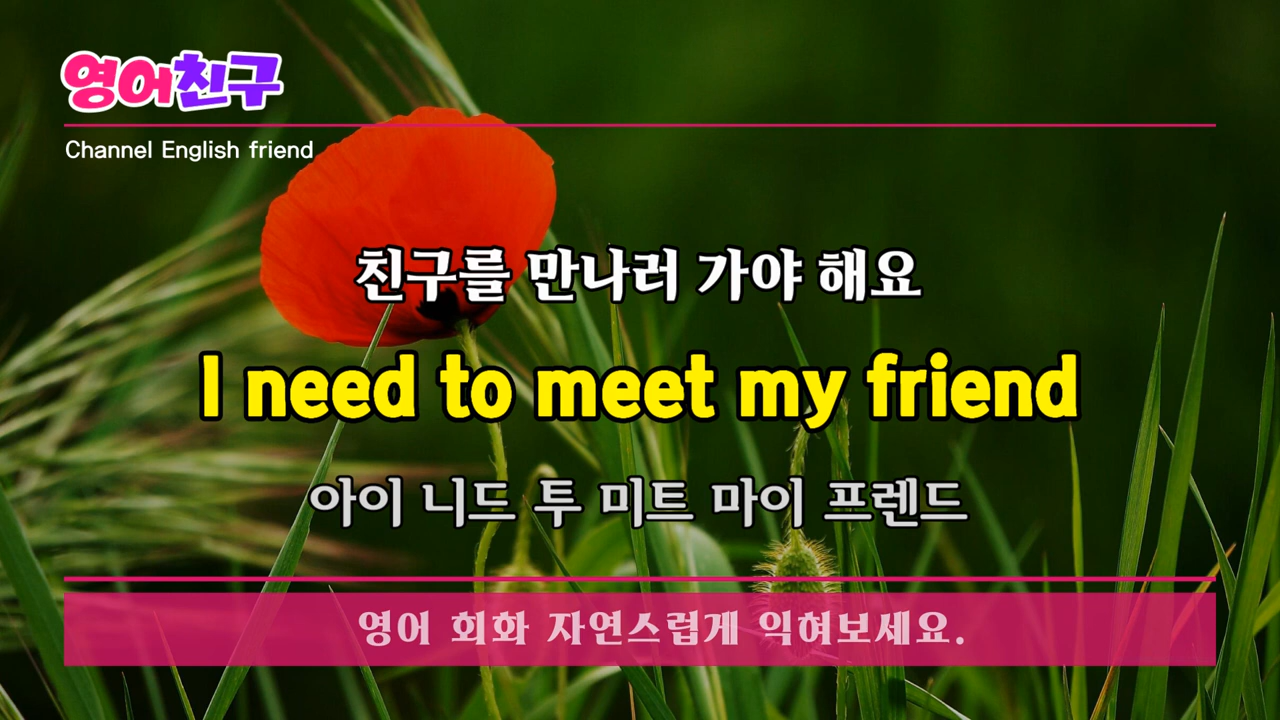 영어친구
Channel English friend
친구를 만나러 가야 해요
I need to meet my friend
아이 니드 투 미트 마이 프렌드
영어 회화 자연스럽게 익혀보세요.